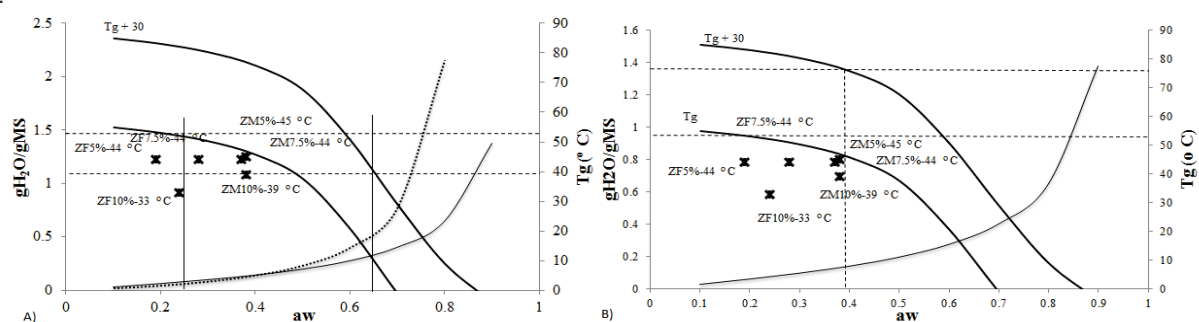 2.5
2
1.5
1
0.5
0
gH₂O/gMS
Tg + 30
ZM5%-45 °C
ZF7.5%-44 °C
ZM7.5%-44 °C
ZF5%-44 °C
ZM10%-39 °C
ZF10%-33 °C
90
80
70
60
50
40
30
20
10
0
Tg (° C)
0 0.2 0.4 0.6 0.8 1
A)
aw
1.6
1.4
1.2
1
0.8
0.6
0.4
0.2
0
gH2O/gMS
Tg + 30
Tg
ZF7.5%-44 °C
ZM5%-45 °C
ZM7.5%-44 °C
ZF5%-44 °C
ZM10%-39 °C
ZF10%-33 °C
90
80
70
60
50
40
30
20
10
0
Tg (o C)
0 0.1 0.2 0.3 0.4 0.5 0.6 0.7 0.8 0.9 1
B)
aw